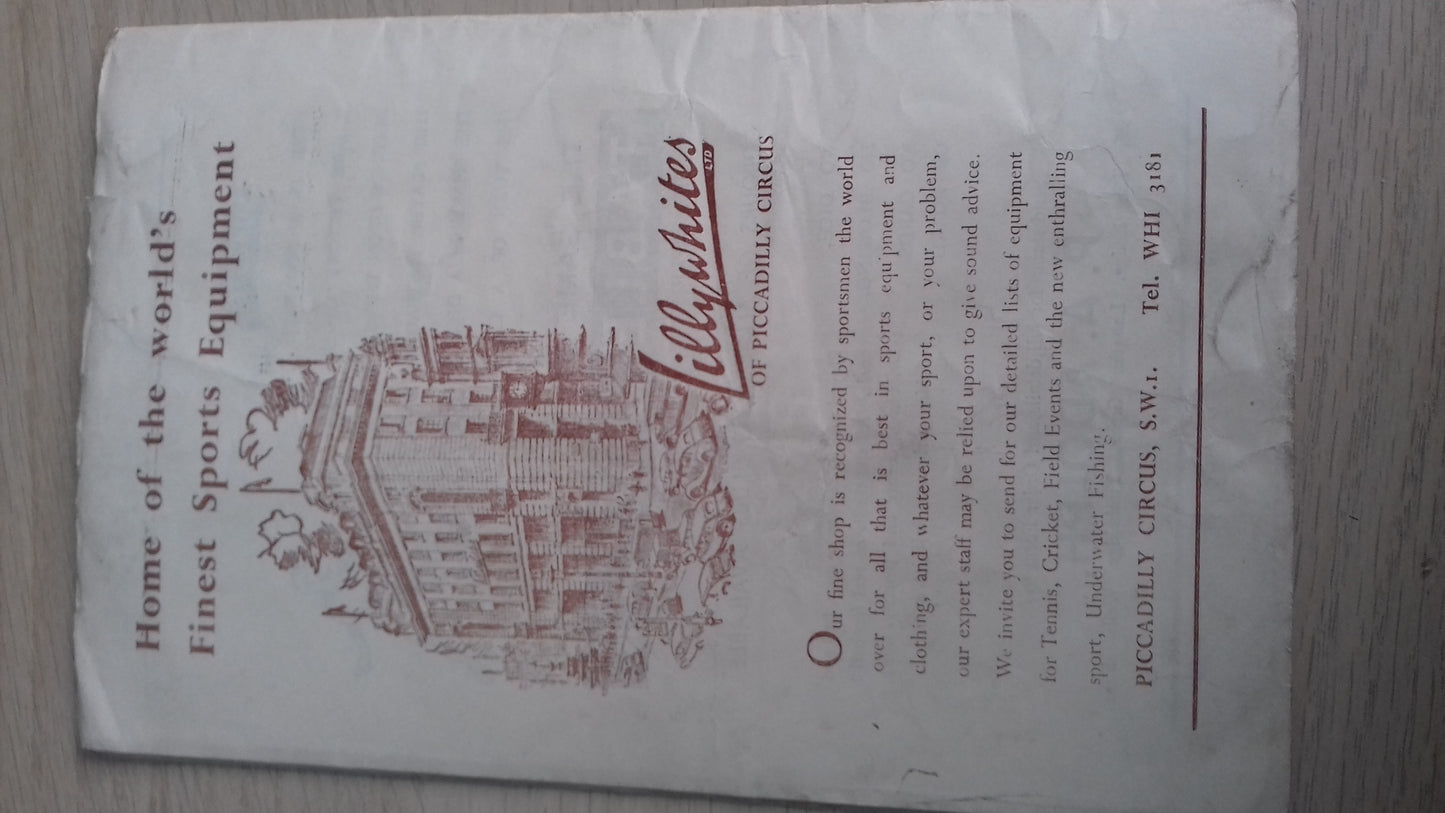 Home of the world's
Finest Sports Equipment
Lillywhites
LTD
OF PICCADILLY CIRCUS
Our fine shop is recognized by sportsmen the world
over for all that is best in sports equipment and
clothing, and whatever your sport, or your problem,
our expert staff may be relied upon to give sound advice.
We invite you to send for our detailed lists of equipment
for Tennis, Cricket, Field Events and the new enthralling
sport, Underwater Fishing.
PICCADILLY CIRCUS, S.W.1. Tel. WHI 3181